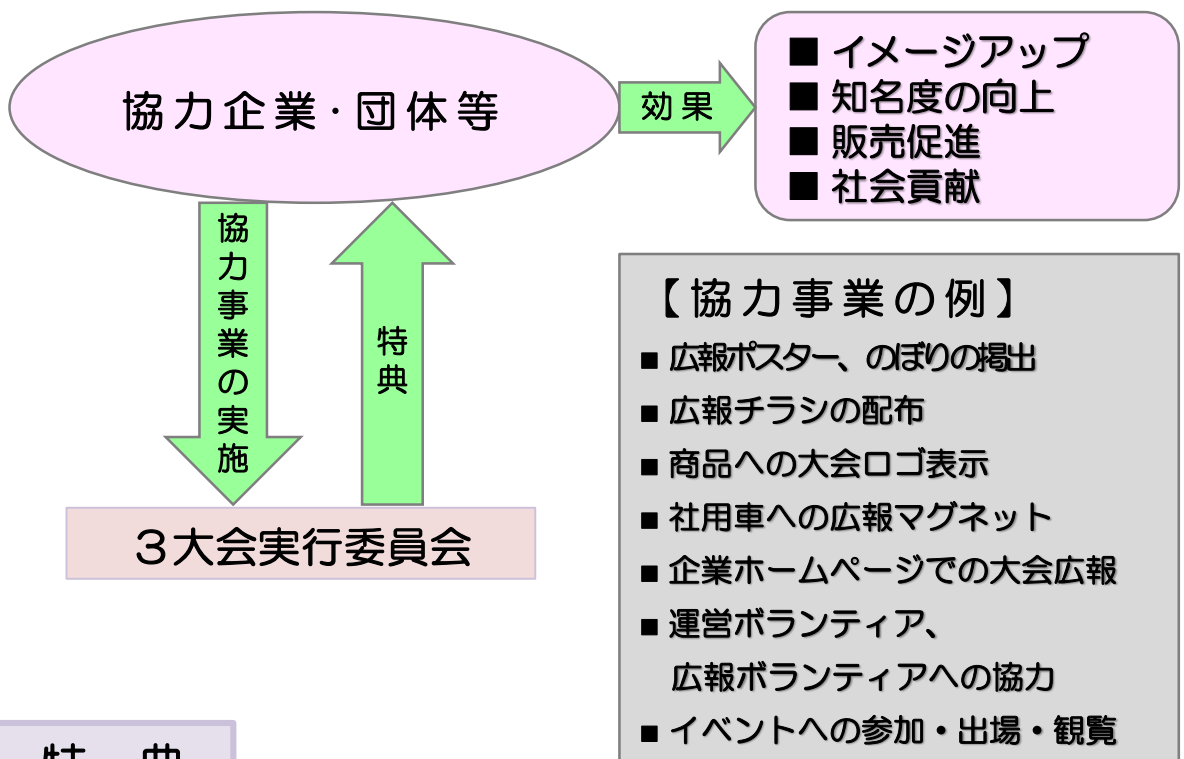 協力企業・団体等
効果
■ イメージアップ
■ 知名度の向上
■ 販売促進
■ 社会貢献
協力事業の実施
特典
3大会実行委員会
【協力事業の例】
■ 広報ポスター、のぼりの掲出
■ 広報チラシの配布
■ 商品への大会ロゴ表示
■ 社用車への広報マグネット
■ 企業ホームページでの大会広報
■ 運営ボランティア、
広報ボランティアへの協力
■ イベントへの参加・出場・観覧
特 典